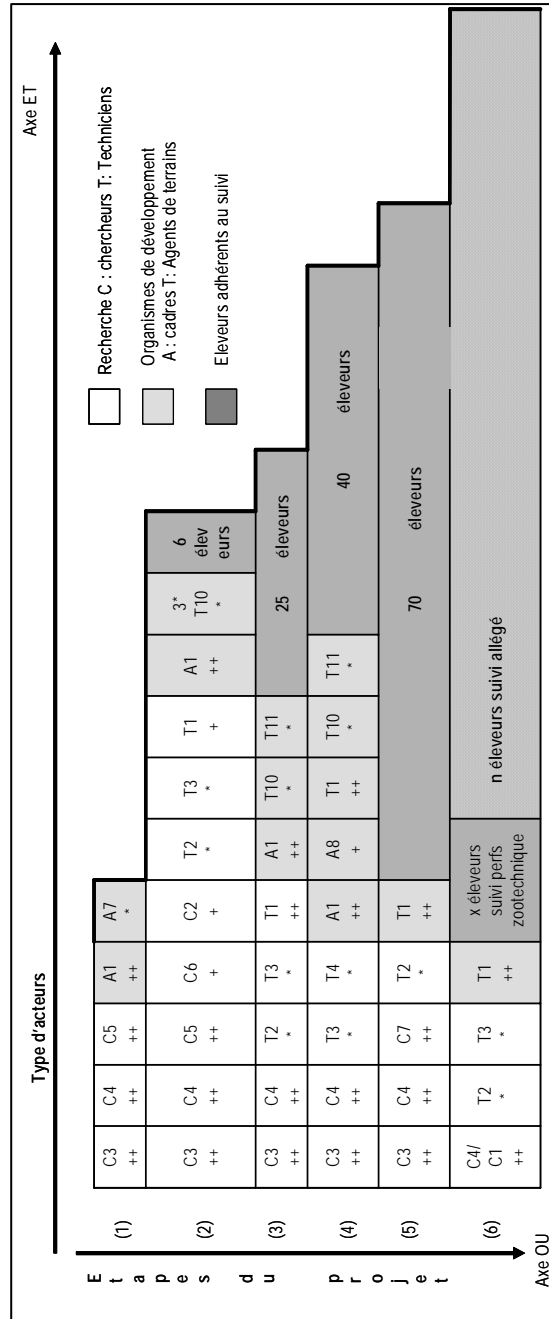 Axe ET
Type d'acteurs
Recherche C : chercheurs T: Techniciens
Organismes de développement
A : cadres T: Agents de terrains
Eleveurs adhérents au suivi
E t a p e s d u p r o j e t
Axe OU
(1)
C3 ++
C4 ++
C5 ++
A1 ++
A7 *
(2)
C3 ++
C4 ++
C5 ++
C6 +
C2 +
T2 *
T3 *
T1 +
A1 ++
3* T10 *
6 élev eurs
(3)
C3 ++
C4 ++
T2 *
T3 *
T1 ++
A1 ++
T10 *
T11 *
25 éleveurs
(4)
C3 ++
C4 ++
T3 *
T4 *
A1 ++
A8 +
T1 ++
T10 *
T11 *
40 éleveurs
(5)
C3 ++
C4 ++
C7 ++
T2 *
T1 ++
70 éleveurs
(6)
C4/ C1 ++
T2 *
T3 *
T1 ++
x éleveurs
suivi perfs
zootechnique
n éleveurs suivi allégé